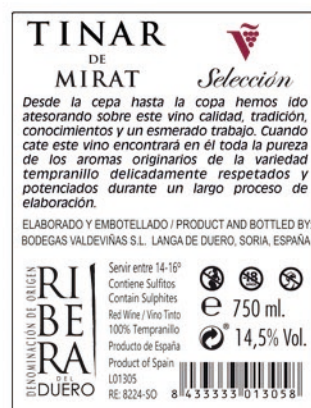 TINAR
DE
MIRAT
Selección
Desde la cepa hasta la copa hemos ido
atesorando sobre este vino calidad, tradición,
conocimientos y un esmerado trabajo. Cuando
cate este vino encontrará en él toda la pureza
de los aromas originarios de la variedad
tempranillo delicadamente respetados y
potenciados durante un largo proceso de
elaboración.
ELABORADO Y EMBOTELLADO / PRODUCT AND BOTTLED BY:
BODEGAS VALDEVIÑAS S.L. LANGA DE DUERO, SORIA, ESPAÑA
DENOMINACIÓN DE ORIGEN
RI
BE
RA
DEL
DUERO
Servir entre 14-16º
Contiene Sulfitos
Contain Sulphites
Red Wine / Vino Tinto
100% Tempranillo
Producto de España
Product of Spain
L01305
RE: 8224-SO
18
e 750 ml.
14,5% Vol.
8 433333 013058